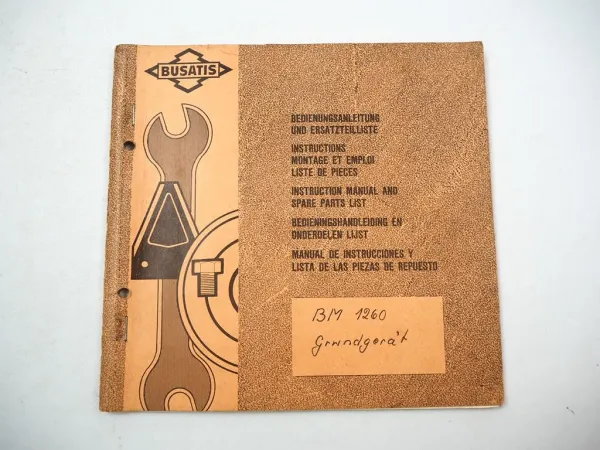 BUSATIS
BEDIENUNGSANLEITUNG
UND ERSATZTEILLISTE
INSTRUCTIONS
MONTAGE ET EMPLOI
LISTE DE PIECES
INSTRUCTION MANUAL AND
SPARE PARTS LIST
BEDIENINGSHANDLEIDING EN
ONDERDELEN LIJST
MANUAL DE INSTRUCCIONES Y
LISTA DE LAS PIEZAS DE REPUESTO
BM 1260
Grundgerät